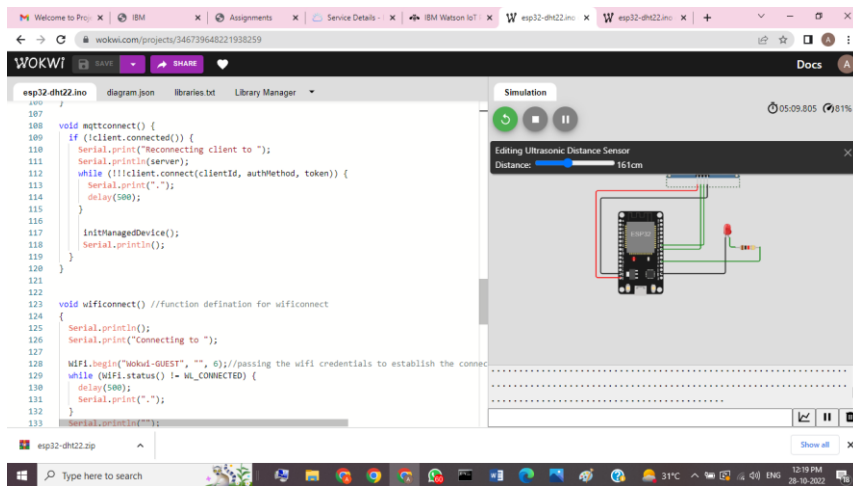 Welcome to Proj
IBM
Assignments
Service Details -
IBM Watson IoT
esp32-dht22.ino
esp32-dht22.ino
wokwi.com/projects/346739648221938259
A
WOKWi
SAVE
SHARE
Docs
A
esp32-dht22.ino
diagram.json
libraries.txt
Library Manager
Simulation
106 }
107
108 void mqttconnect() {
109 if (!client.connected()) {
110 Serial.print("Reconnecting client to ");
111 Serial.println(server);
112 while (!!!client.connect(clientId, authMethod, token)) {
113 Serial.print(".");
114 delay(500);
115 }
116
117 initManagedDevice();
118 Serial.println();
119 }
120 }
121
122
123 void wificonnect() //function defination for wificonnect
124 {
125 Serial.println();
126 Serial.print("Connecting to ");
127
128 WiFi.begin("Wokwi-GUEST", "", 6);//passing the wifi credentials to establish the connec
129 while (WiFi.status() != WL_CONNECTED) {
130 delay(500);
131 Serial.print(".");
132 }
133 Serial.println("");
05:09.805 81%
Editing Ultrasonic Distance Sensor
Distance: 161cm
ESP32
esp32-dht22.zip
Show all
Type here to search
31°C
ENG
12:19 PM
28-10-2022